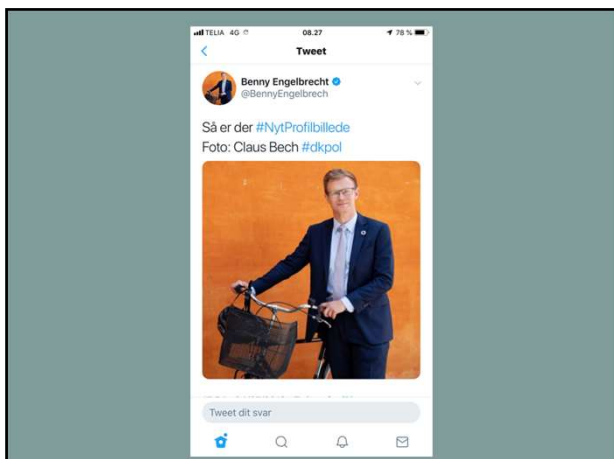 TELIA 4G
08.27
78 %
Tweet
Benny Engelbrecht
@BennyEngelbrech
Så er der #NytProfilbillede
Foto: Claus Bech #dkpol
Tweet dit svar